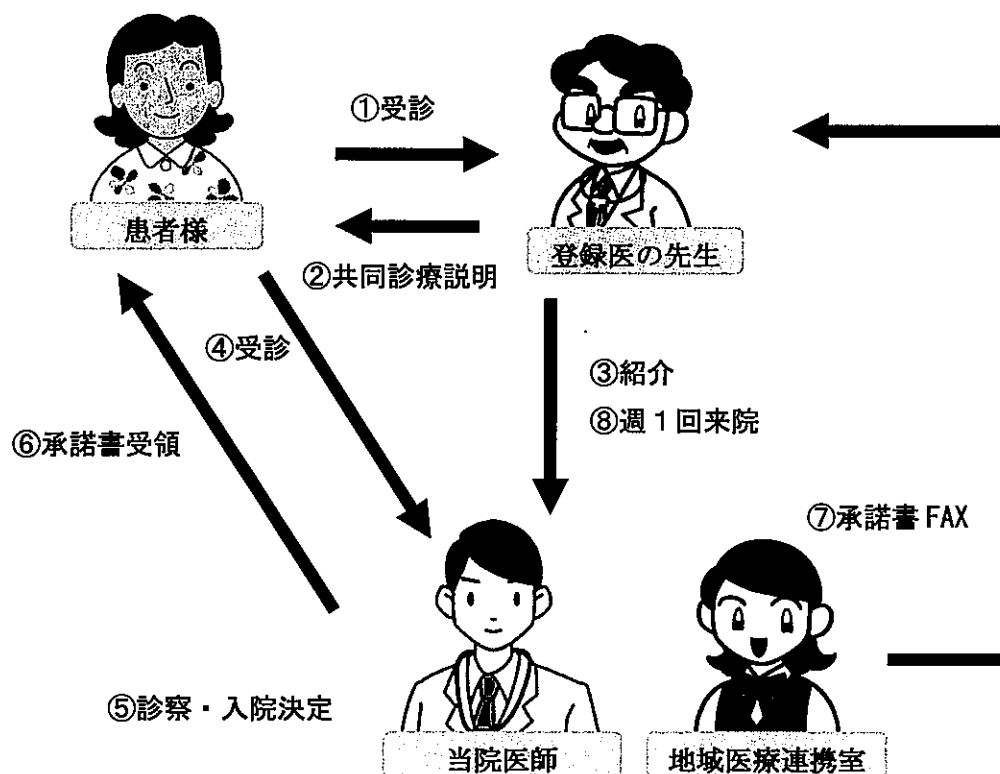 ①受診
患者様
登録医の先生
②共同診療説明
④受診
③紹介
⑧週１回来院
⑥承諾書受領
⑦承諾書 FAX
⑤診察・入院決定
当院医師
地域医療連携室